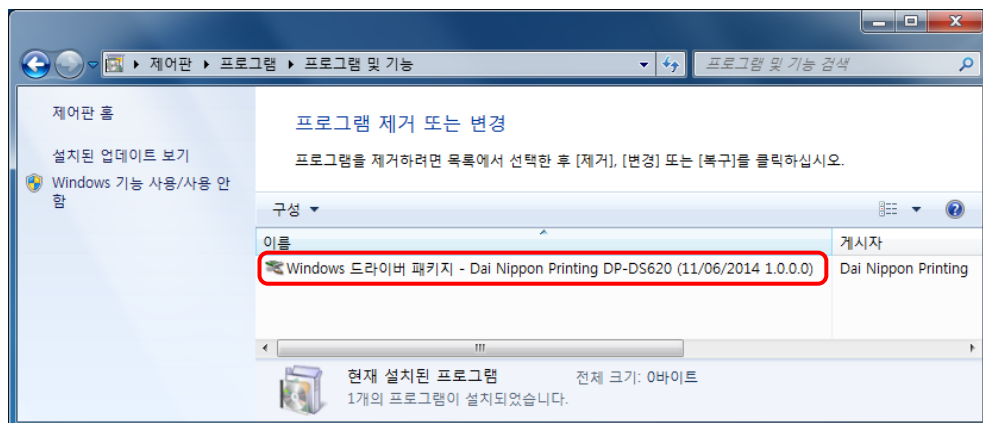 제어판 ▸ 프로그램 ▸ 프로그램 및 기능
프로그램 및 기능 검색
제어판 홈
설치된 업데이트 보기
Windows 기능 사용/사용 안
함
프로그램 제거 또는 변경
프로그램을 제거하려면 목록에서 선택한 후 [제거], [변경] 또는 [복구]를 클릭하십시오.
구성
이름 게시자
Windows 드라이버 패키지 - Dai Nippon Printing DP-DS620 (11/06/2014 1.0.0.0) Dai Nippon Printing
현재 설치된 프로그램 전체 크기: 0바이트
1개의 프로그램이 설치되었습니다.